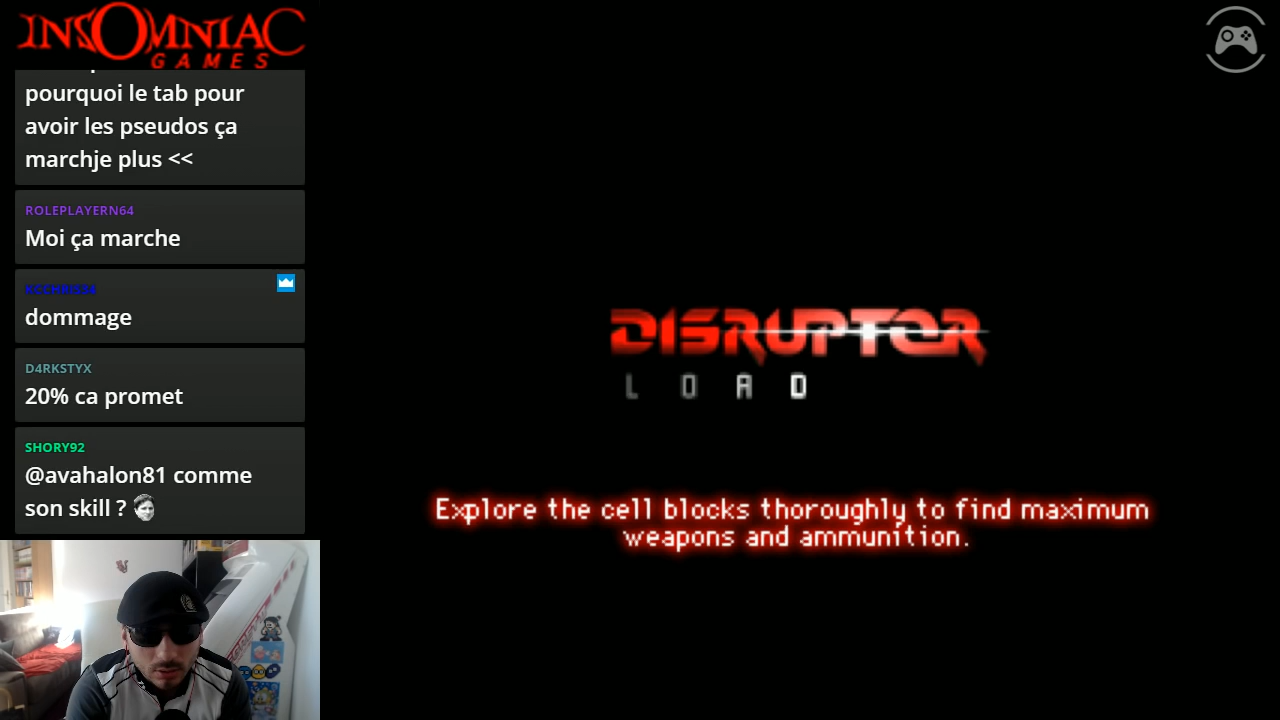 INSOMNIAC
GAMES
pourquoi le tab pour
avoir les pseudos ça
marchje plus <<
ROLEPLAYERN64
Moi ça marche
dommage
D4RKSTYX
20% ca promet
SHORY92
@avahalon81 comme
son skill ?
DISRUPTOR
LOAD
Explore the cell blocks thoroughly to find maximum
weapons and ammunition.